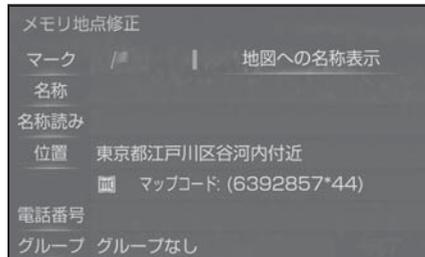 メモリ地点修正
マーク 地図への名称表示
名称
名称読み
位置 東京都江戸川区谷河内付近
マップコード: (6392857*44)
電話番号
グループ グループなし